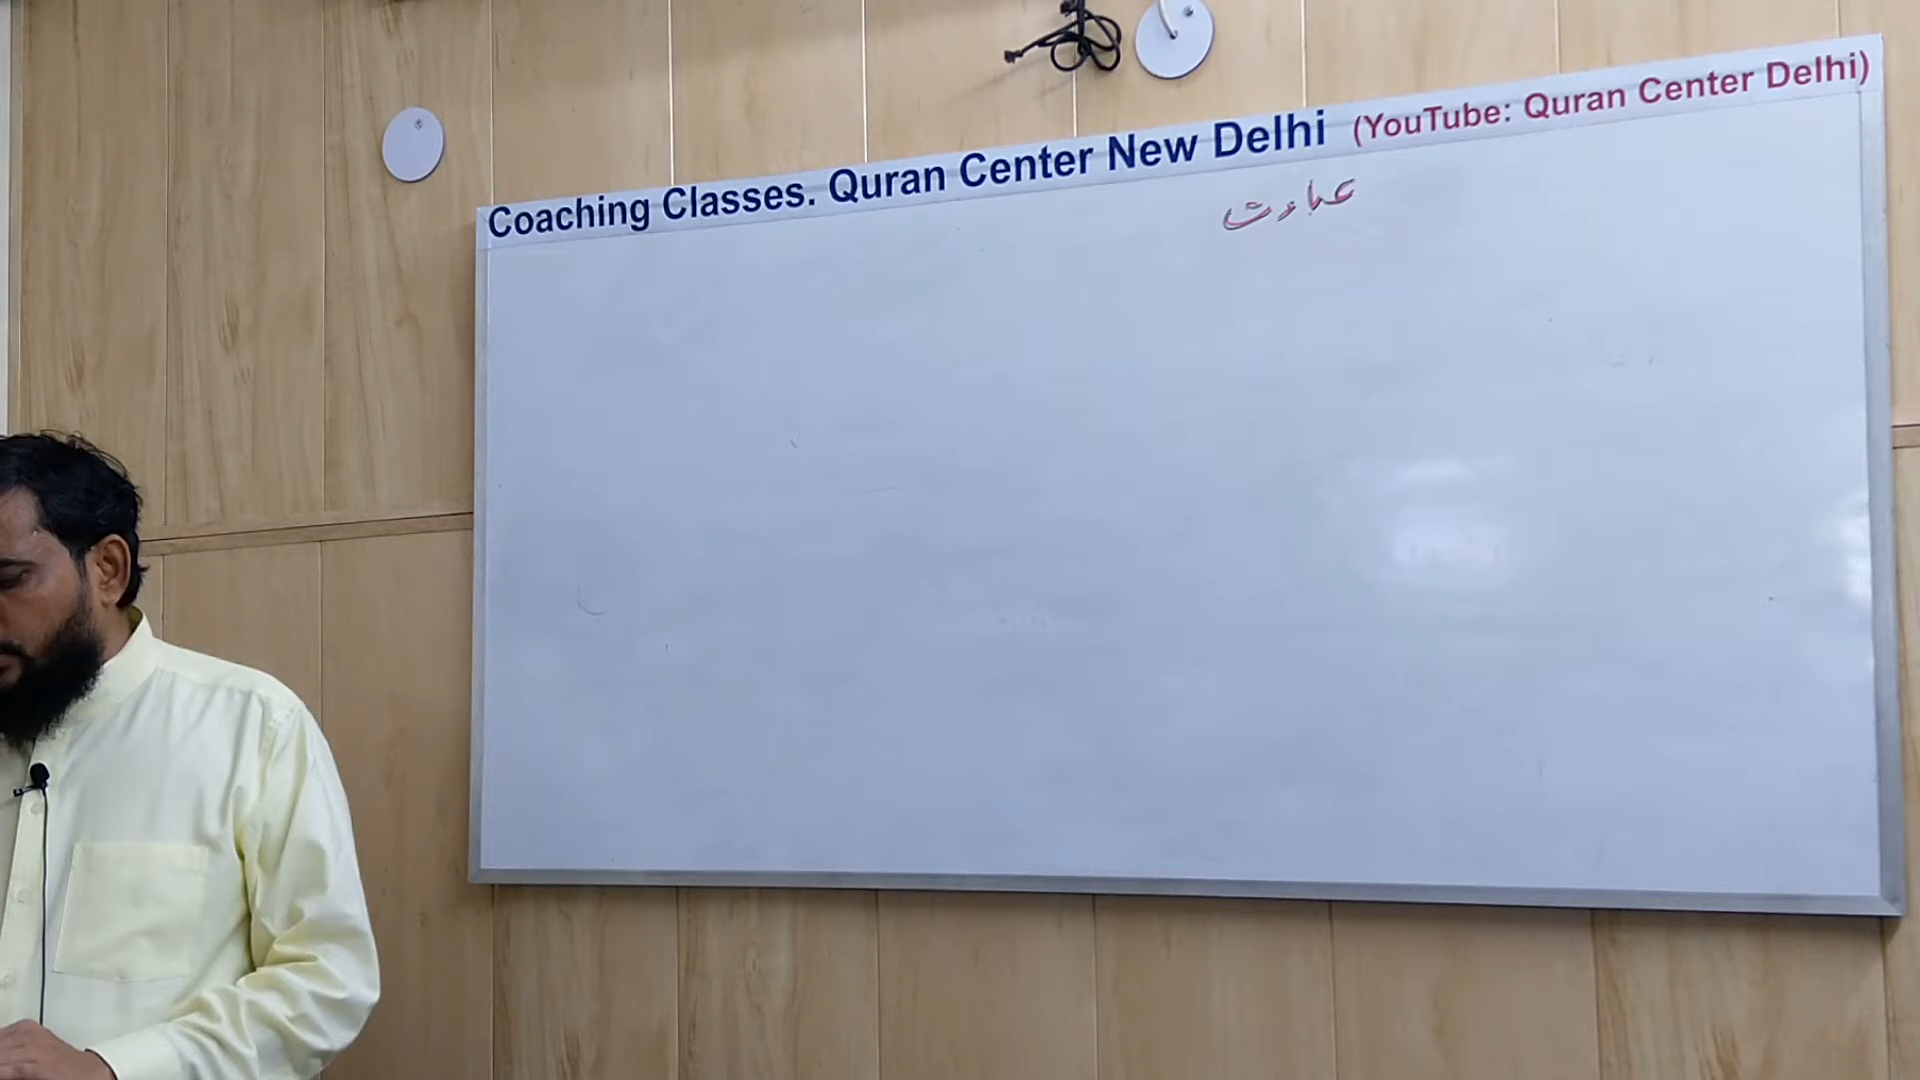 Coaching Classes. Quran Center New Delhi (YouTube: Quran Center Delhi)
عبادت